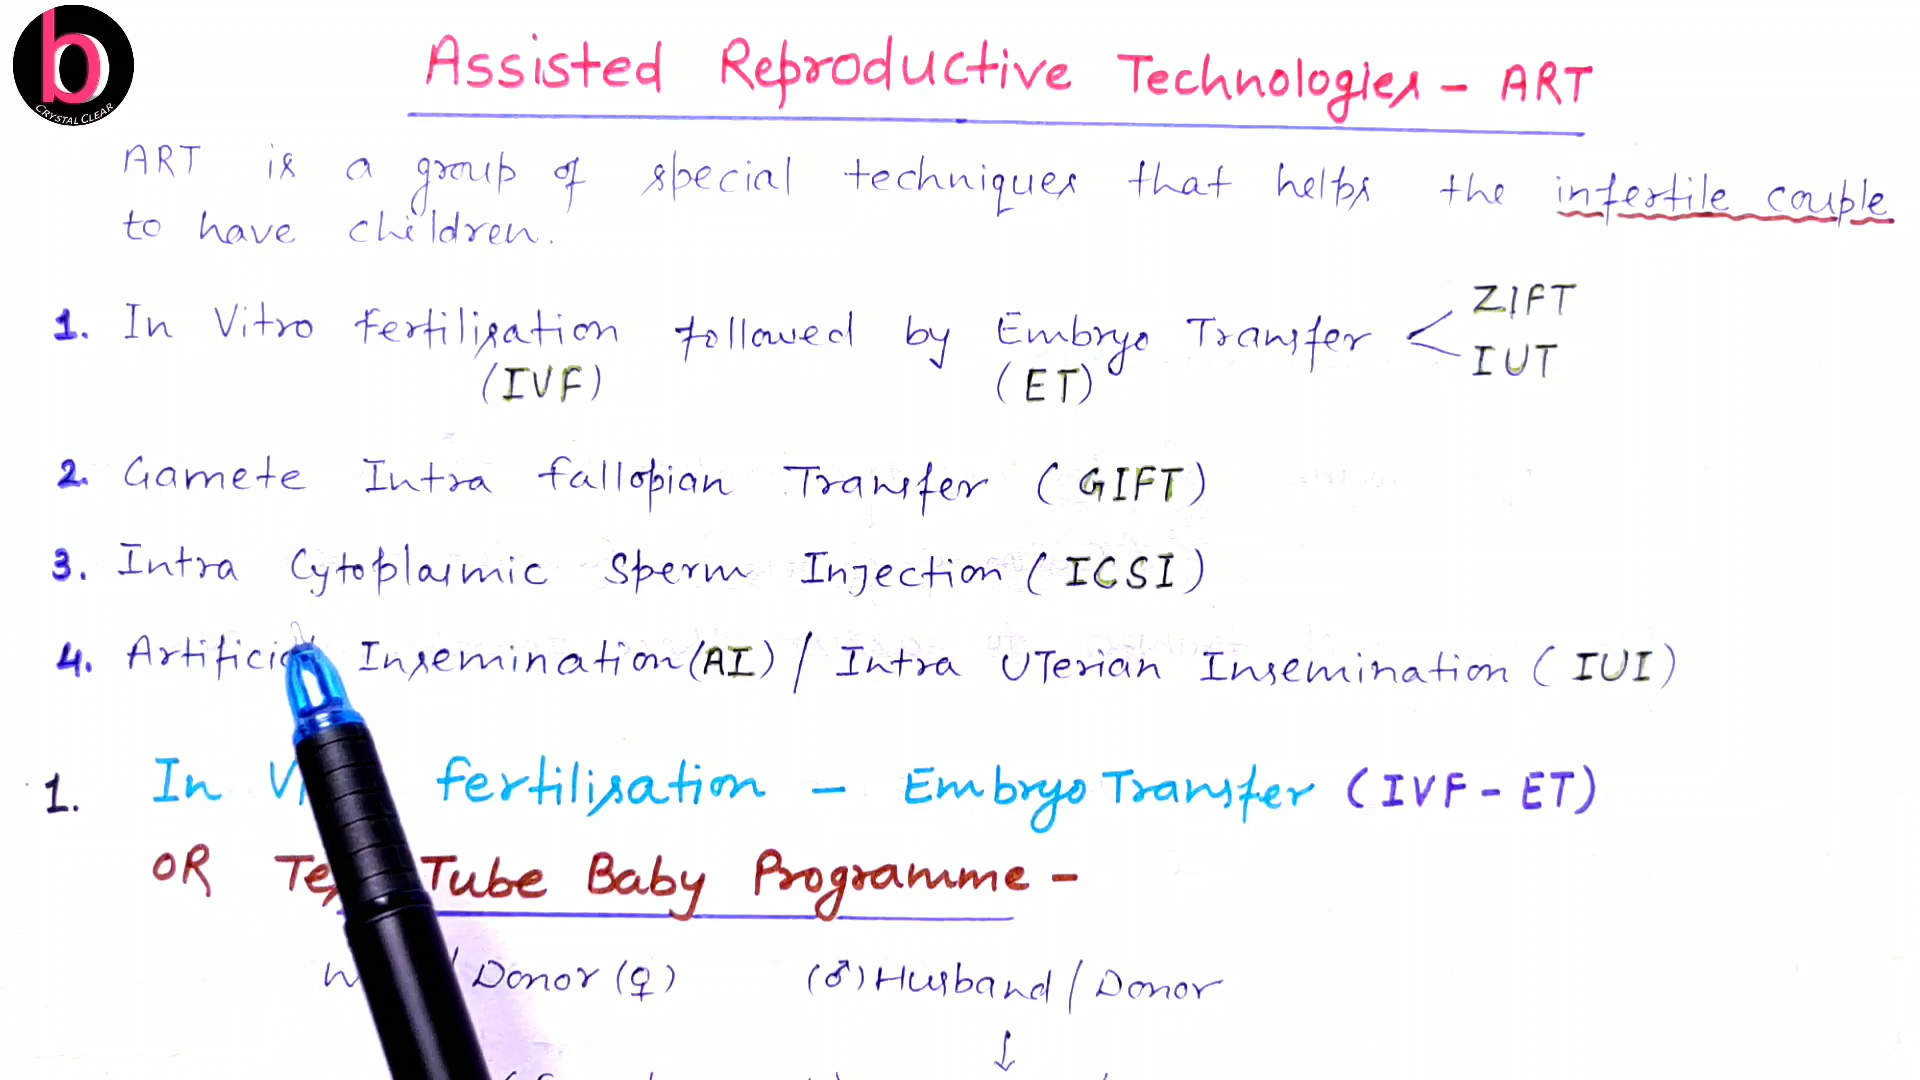 b
CRYSTAL CLEAR
Assisted Reproductive Technologies - ART
ART is a group of special techniques that helps the infertile couple
to have children.
1. In Vitro fertilisation followed by Embryo Transfer < ZIFT
IUT
(IVF) (ET)
2. Gamete Intra fallopian Transfer (GIFT)
3. Intra Cytoplasmic Sperm Injection (ICSI)
4. Insemination (AI) / Intra UTerian Insemination (IUI)
1. In fertilisation - Embryo Transfer (IVF - ET)
OR Tube Baby Programme -
/ Donor (♀) (♂) Husband / Donor
↓